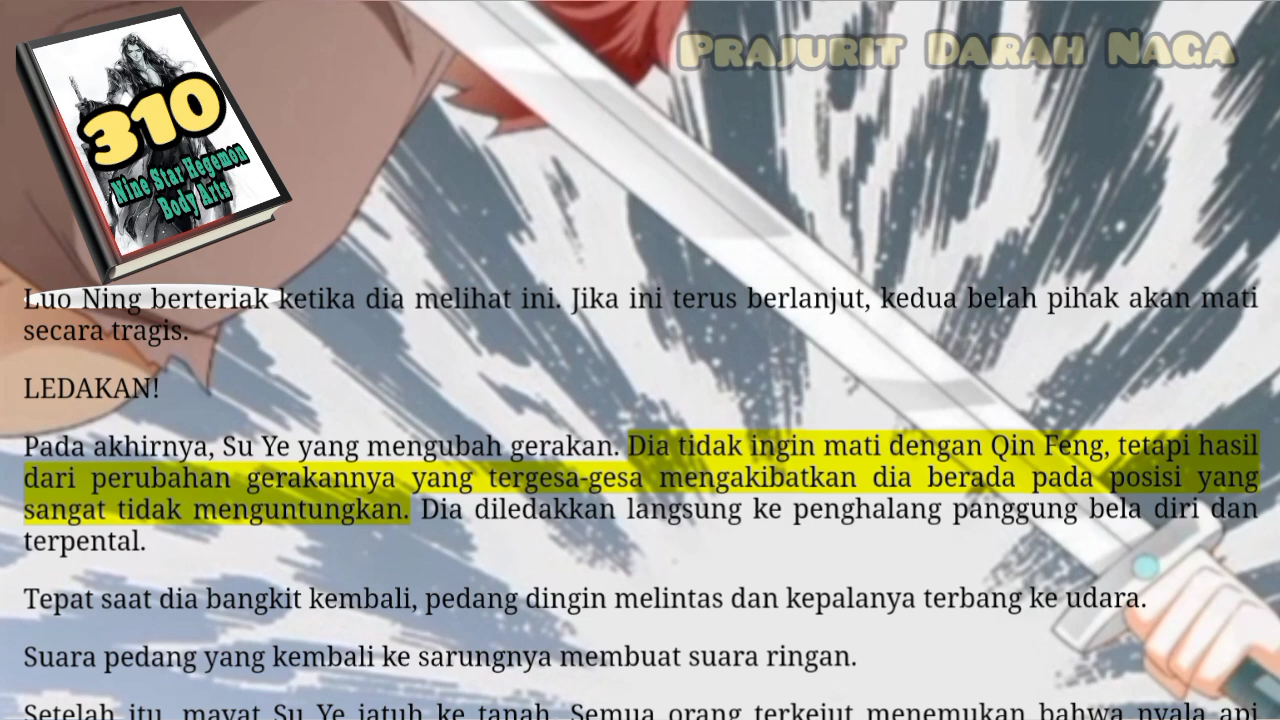 Prajurit Darah Naga
310
Nine Star Hegemon
Body Arts
Luo Ning berteriak ketika dia melihat ini. Jika ini terus berlanjut, kedua belah pihak akan mati
secara tragis.
LEDAKAN!
Pada akhirnya, Su Ye yang mengubah gerakan. Dia tidak ingin mati dengan Qin Feng, tetapi hasil
dari perubahan gerakannya yang tergesa-gesa mengakibatkan dia berada pada posisi yang
sangat tidak menguntungkan. Dia diledakkan langsung ke penghalang panggung bela diri dan
terpental.
Tepat saat dia bangkit kembali, pedang dingin melintas dan kepalanya terbang ke udara.
Suara pedang yang kembali ke sarungnya membuat suara ringan.
Setelah itu, mayat Su Ye jatuh ke tanah. Semua orang terkejut menemukan bahwa nyala api